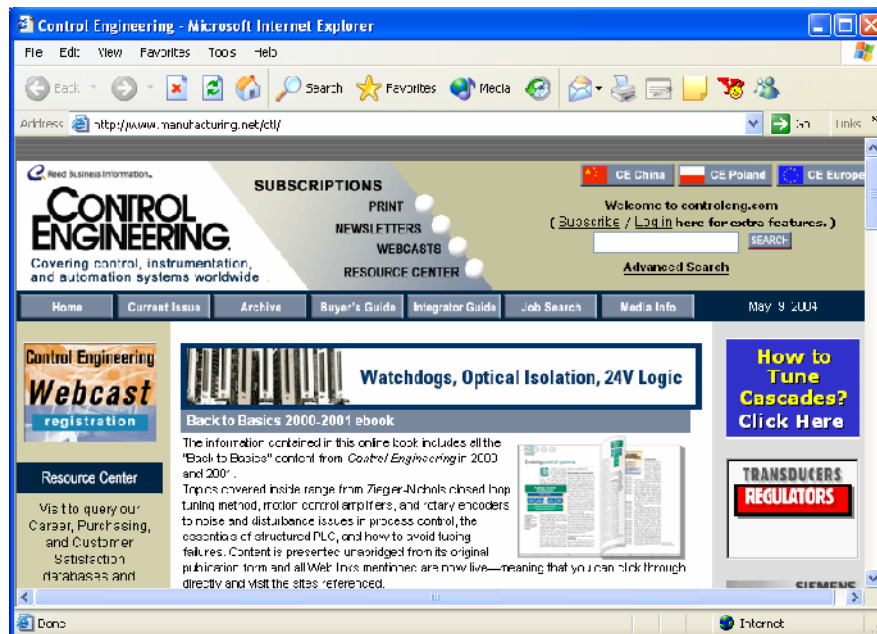 Control Engineering - Microsoft Internet Explorer
File Edit View Favorites Tools Help
Back Search Favorites Media
Address http://www.manufacturing.net/ctl/ Go Links
Reed Business Information.
CONTROL
ENGINEERING.
Covering control, instrumentation,
and automation systems worldwide
SUBSCRIPTIONS
PRINT
NEWSLETTERS
WEBCASTS
RESOURCE CENTER
CE China CE Poland CE Europe
Welcome to controleng.com
( Subscribe / Log in here for extra features. )
SEARCH
Advanced Search
Home Current Issue Archive Buyer's Guide Integrator Guide Job Search Media Info May 9 2004
Control Engineering
Webcast
registration
Resource Center
Visit to query our
Career, Purchasing,
and Customer
Satisfaction
databases and
Watchdogs, Optical Isolation, 24V Logic
Back to Basics 2000-2001 ebook
The information contained in this online book includes all the
"Back to Basics" content from Control Engineering in 2000
and 2001.
Topics covered inside range from Ziegler-Nichols closed loop
tuning method, motion control amplifiers, and rotary encoders
to noise and disturbance issues in process control, the
essentials of structured PLC, and how to avoid fusing
failures. Content is presented unabridged from its original
publication form and all Web links mentioned are now live—meaning that you can click through
directly and visit the sites referenced.
How to
Tune
Cascades?
Click Here
TRANSDUCERS
REGULATORS
SIEMENS
Done Internet